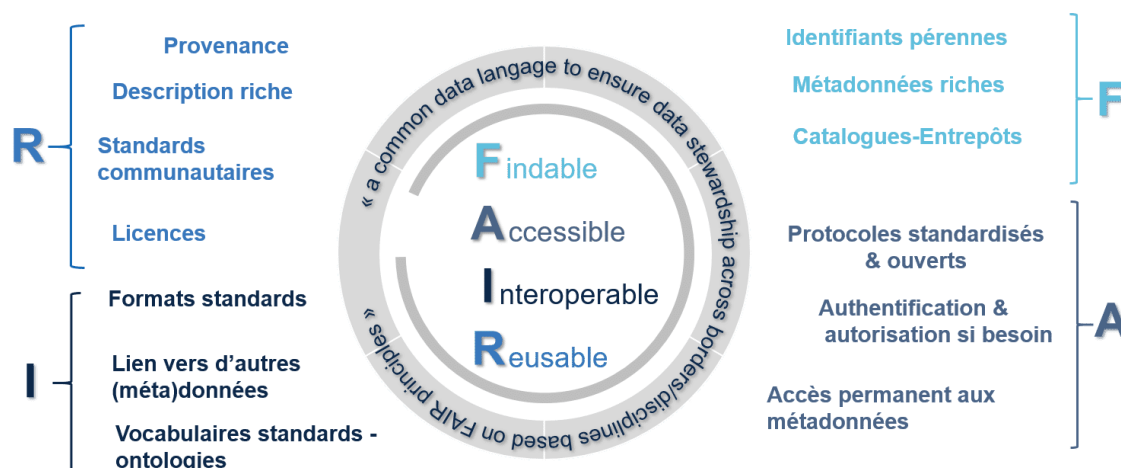 R
Provenance
Description riche
Standards
communautaires
Licences
I
Formats standards
Lien vers d’autres
(méta)données
Vocabulaires standards -
ontologies
« a common data langage to ensure data stewardship across borders/disciplines based on FAIR principles «
Findable
Accessible
Interoperable
Reusable
F
Identifiants pérennes
Métadonnées riches
Catalogues-Entrepôts
A
Protocoles standardisés
& ouverts
Authentification &
autorisation si besoin
Accès permanent aux
métadonnées